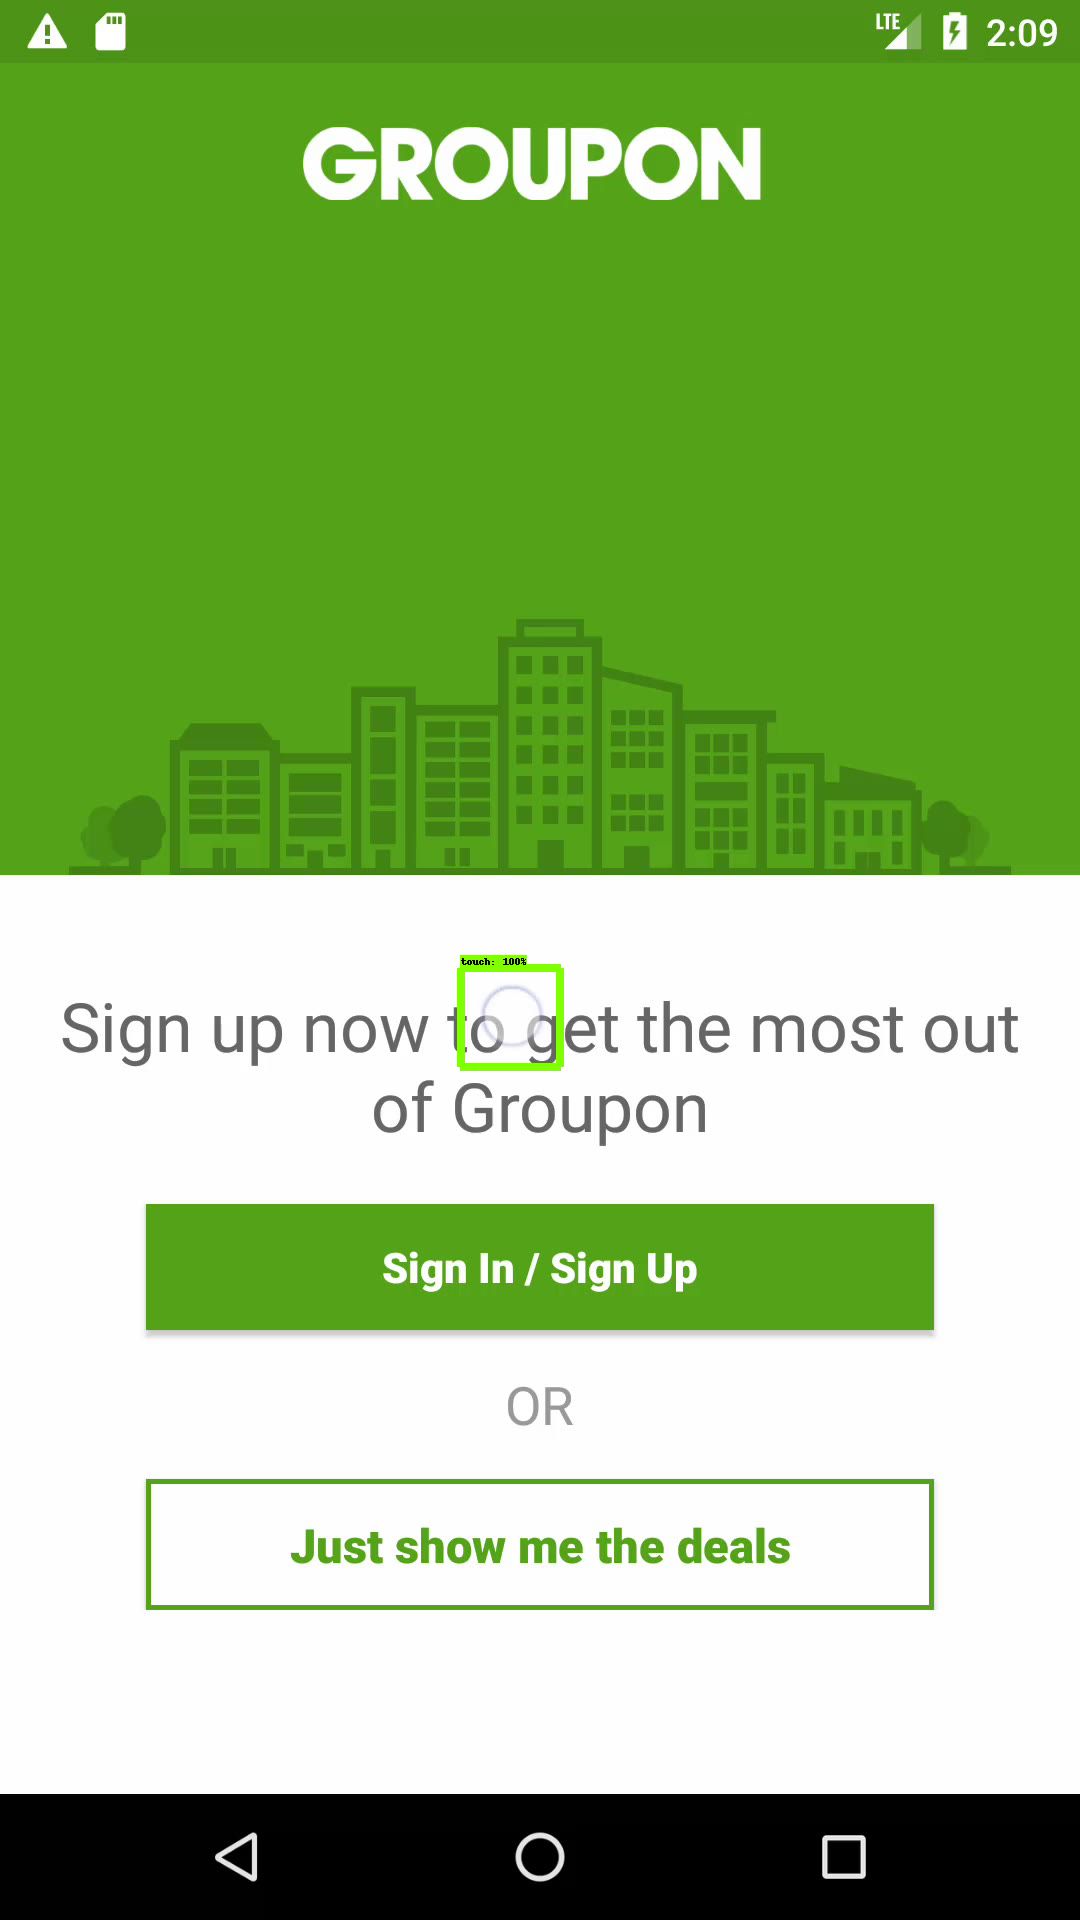 LTE 2:09
GROUPON
touch: 100%
Sign up now to get the most out
of Groupon
Sign In / Sign Up
OR
Just show me the deals